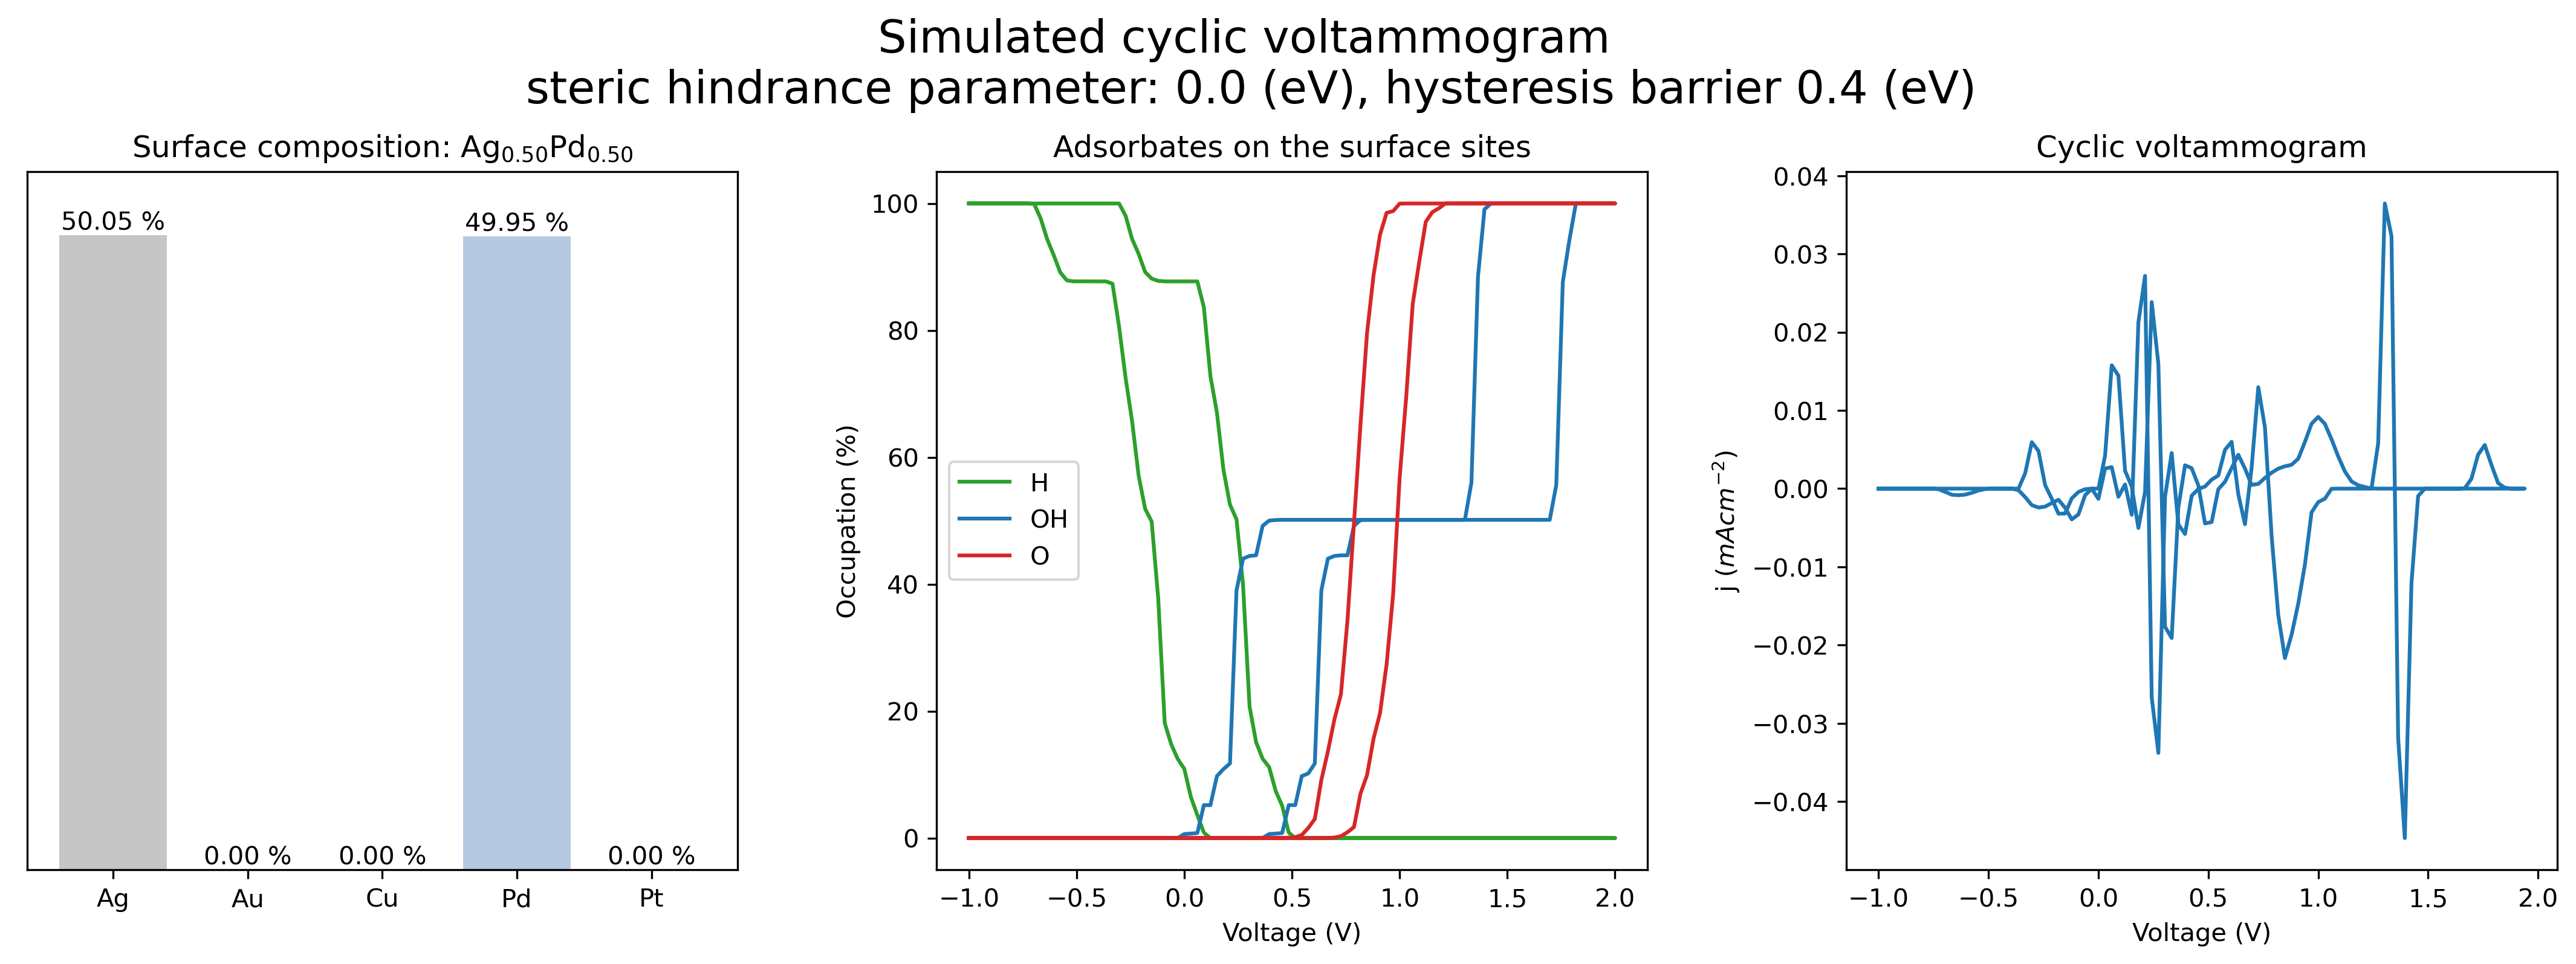 Simulated cyclic voltammogram
steric hindrance parameter: 0.0 (eV), hysteresis barrier 0.4 (eV)
Surface composition: Ag0.50Pd0.50
50.05 %
0.00 %
0.00 %
49.95 %
0.00 %
Ag
Au
Cu
Pd
Pt
Adsorbates on the surface sites
Occupation (%)
100
80
60
40
20
0
H
OH
O
−1.0
−0.5
0.0
0.5
1.0
1.5
2.0
Voltage (V)
Cyclic voltammogram
j (mAcm−2)
0.04
0.03
0.02
0.01
0.00
−0.01
−0.02
−0.03
−0.04
−1.0
−0.5
0.0
0.5
1.0
1.5
2.0
Voltage (V)